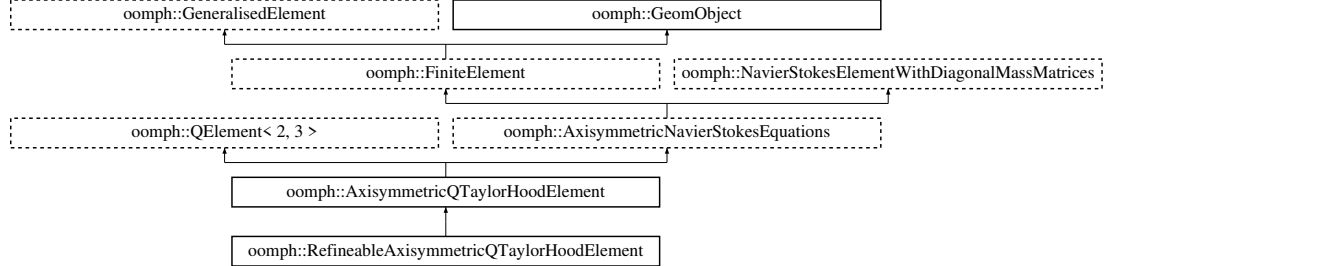 oomph::GeneralisedElement
oomph::GeomObject
oomph::FiniteElement
oomph::NavierStokesElementWithDiagonalMassMatrices
oomph::QElement< 2, 3 >
oomph::AxisymmetricNavierStokesEquations
oomph::AxisymmetricQTaylorHoodElement
oomph::RefineableAxisymmetricQTaylorHoodElement